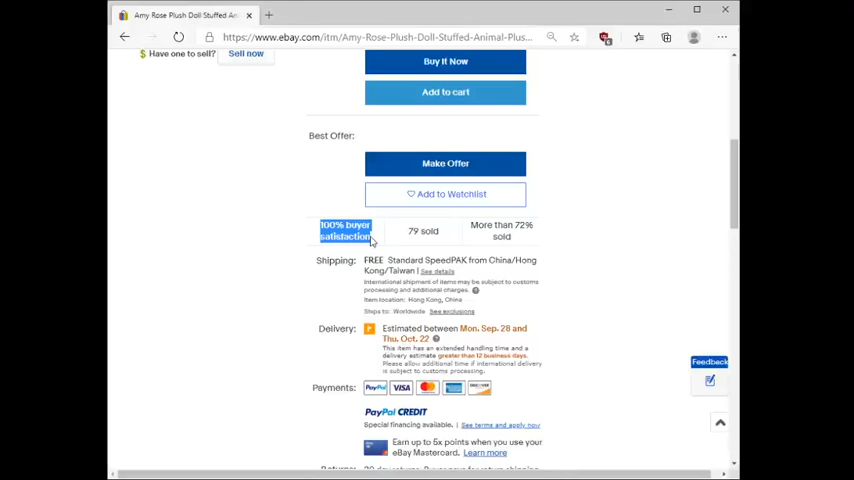 Amy Rose Plush Doll Stuffed An
https://www.ebay.com/itm/Amy-Rose-Plush-Doll-Stuffed-Animal-Plus...
6
Have one to sell? Sell now
Buy It Now
Add to cart
Best Offer:
Make Offer
Add to Watchlist
100% buyer
satisfaction
79 sold
More than 72%
sold
Shipping: FREE Standard SpeedPAK from China/Hong
Kong/Taiwan | See details
International shipment of items may be subject to customs
processing and additional charges.
Item location: Hong Kong, China
Ships to: Worldwide See exclusions
Delivery: Estimated between Mon. Sep. 28 and
Thu. Oct. 22
This item has an extended handling time and a
delivery estimate greater than 12 business days.
Please allow additional time if international delivery
is subject to customs processing.
Payments: PayPal VISA
PayPal CREDIT
Special financing available. | See terms and apply now
Earn up to 5x points when you use your
eBay Mastercard. Learn more
Feedback